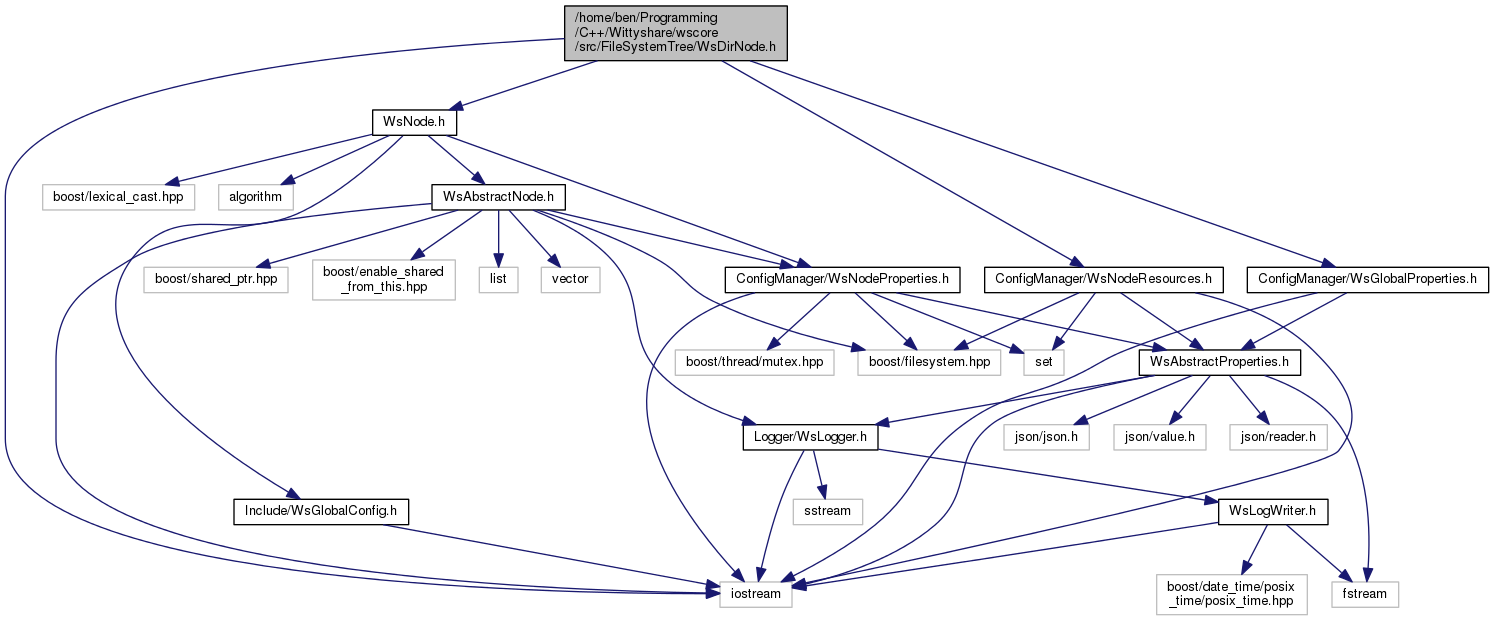 /home/ben/Programming
/C++/Wittyshare/wscore
/src/FileSystemTree/WsDirNode.h
WsNode.h
boost/lexical_cast.hpp
algorithm
WsAbstractNode.h
boost/shared_ptr.hpp
boost/enable_shared
_from_this.hpp
list
vector
ConfigManager/WsNodeProperties.h
ConfigManager/WsNodeResources.h
ConfigManager/WsGlobalProperties.h
boost/thread/mutex.hpp
boost/filesystem.hpp
set
WsAbstractProperties.h
Logger/WsLogger.h
json/json.h
json/value.h
json/reader.h
Include/WsGlobalConfig.h
sstream
WsLogWriter.h
iostream
boost/date_time/posix
_time/posix_time.hpp
fstream